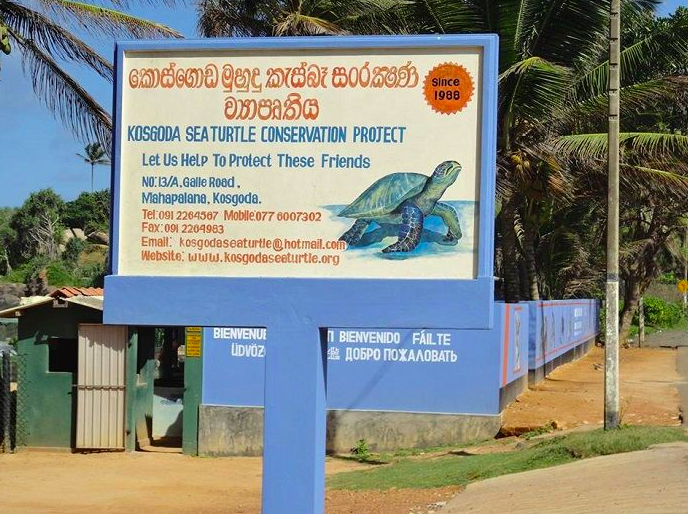 කොස්ගොඩ මුහුදු කැස්බෑ සංරක්ෂණ
ව්‍යාපෘතිය
Since
1988
KOSGODA SEA TURTLE CONSERVATION PROJECT
Let Us Help To Protect These Friends
NO: 13/A, Galle Road,
Mahapalana, Kosgoda.
Tel: 091 2264567 Mobile: 077 6007302
Fax: 091 2264983
Email: kosgodaseaturtle@hotmail.com
Website: www.kosgodaseaturtle.org
BIENVENUE BIENVENIDO FÁILTE
ÜDVÖZ ДОБРО ПОЖАЛОВАТЬ